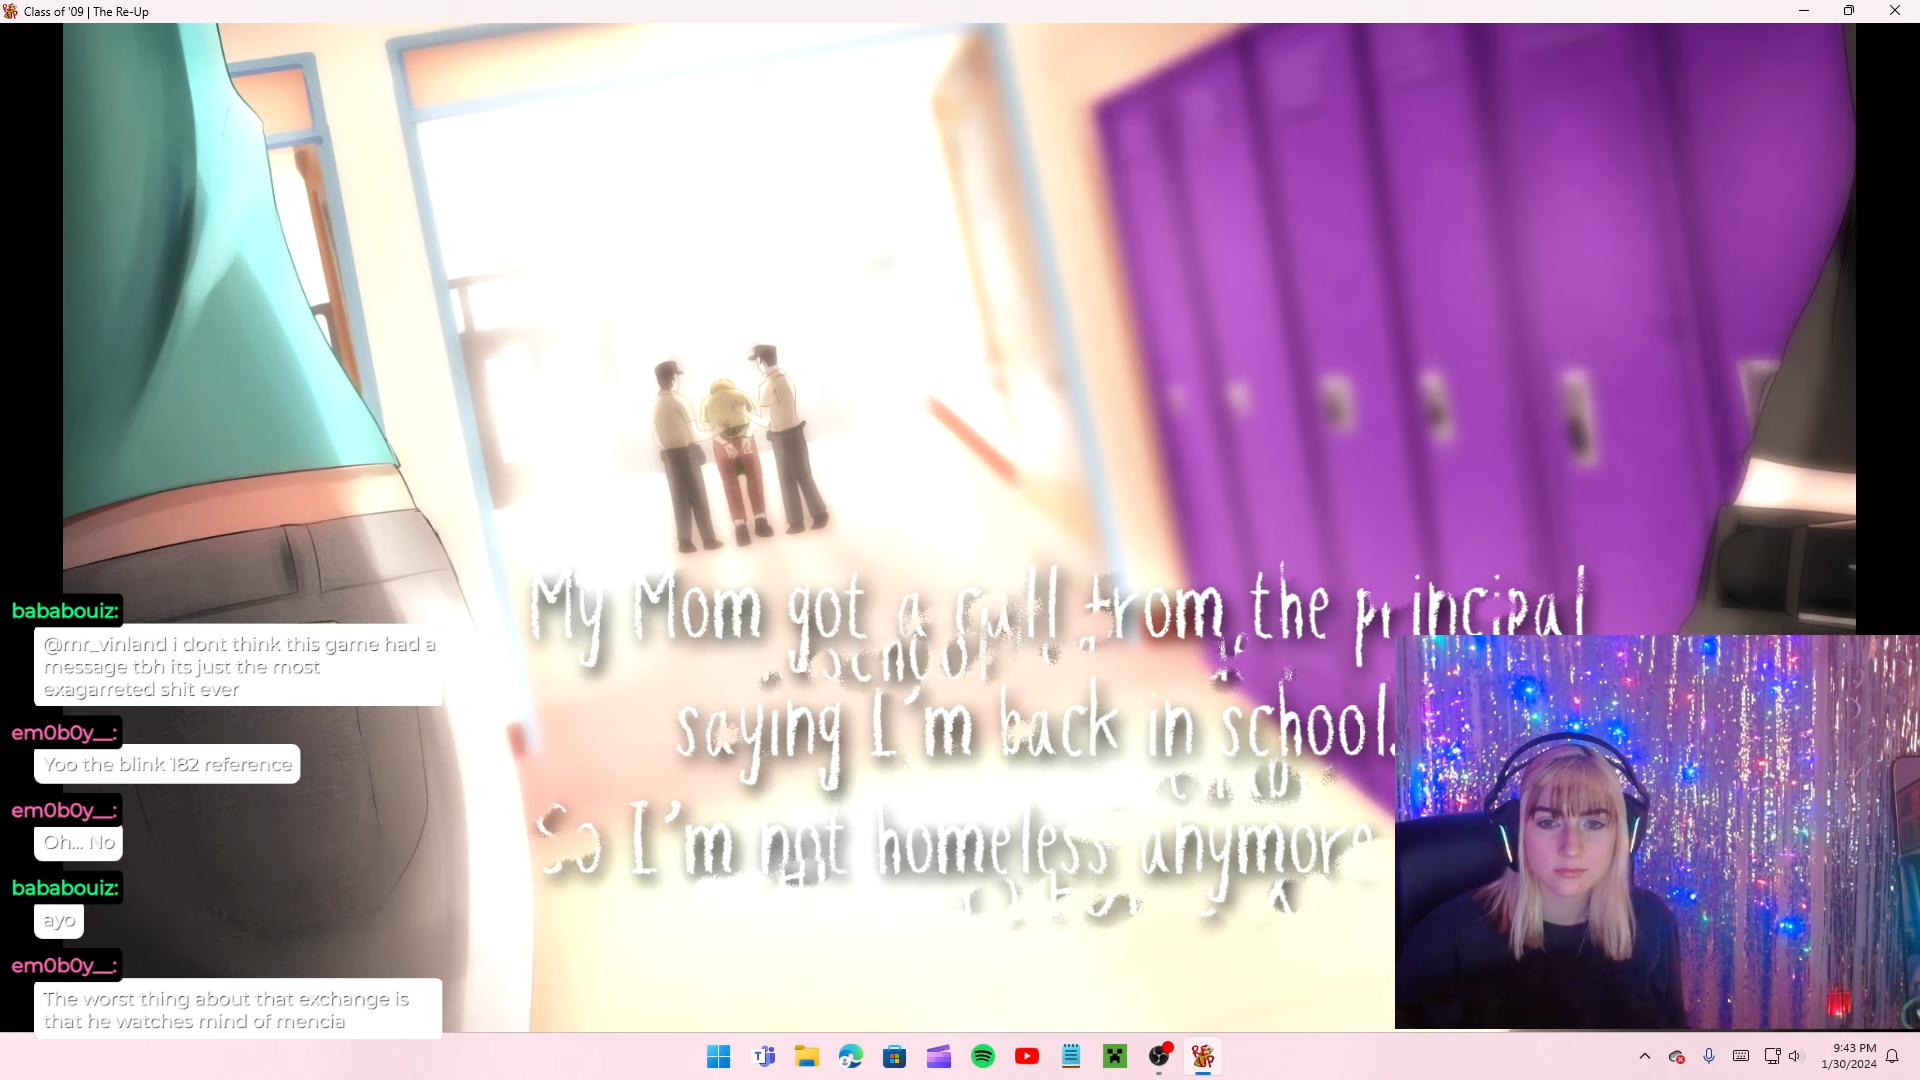 Class of '09 | The Re-Up
My Mom got a call from the principal
saying I'm back in school.
So I'm not homeless anymore
bababouiz:
@mr_vinland i dont think this game had a
message tbh its just the most
exagarreted shit ever
em0b0y__:
Yoo the blink 182 reference
em0b0y__:
Oh... No
bababouiz:
ayo
em0b0y__:
The worst thing about that exchange is
that he watches mind of mencia
9:43 PM
1/30/2024